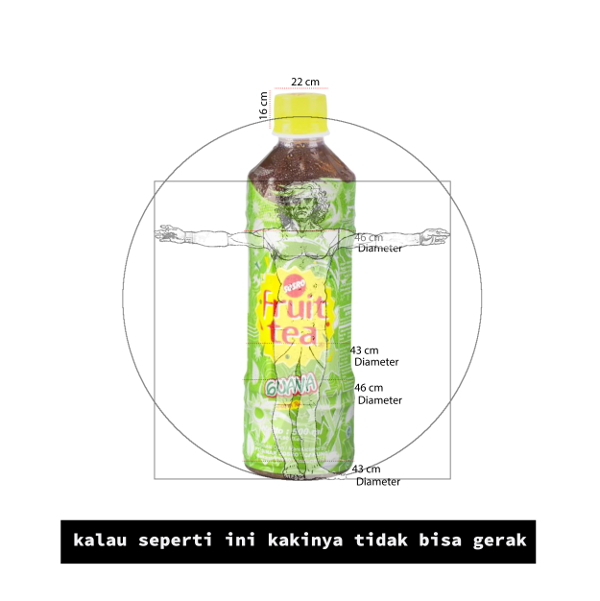 22 cm
16 cm
46 cm
Diameter
SOSRO
fruit
tea
43 cm
Diameter
GUAVA
46 cm
Diameter
43 cm
Diameter
kalau seperti ini kakinya tidak bisa gerak